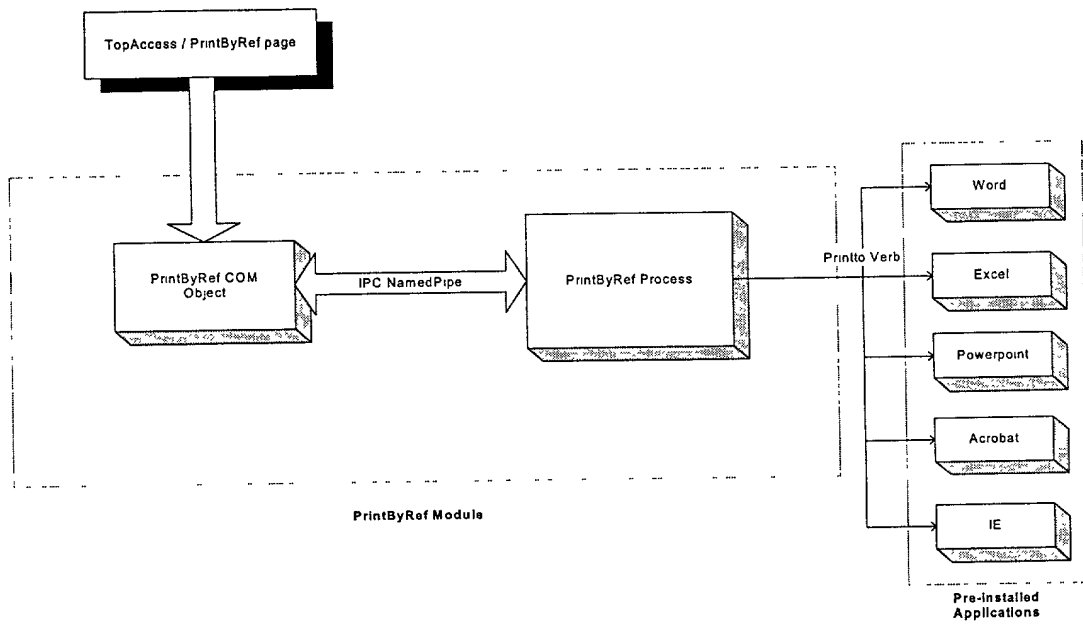 TopAccess / PrintByRef page
Word
PrintByRef COM
Object
IPC NamedPipe
PrintByRef Process
Printto Verb
Excel
Powerpoint
Acrobat
IE
PrintByRef Module
Pre-installed
Applications